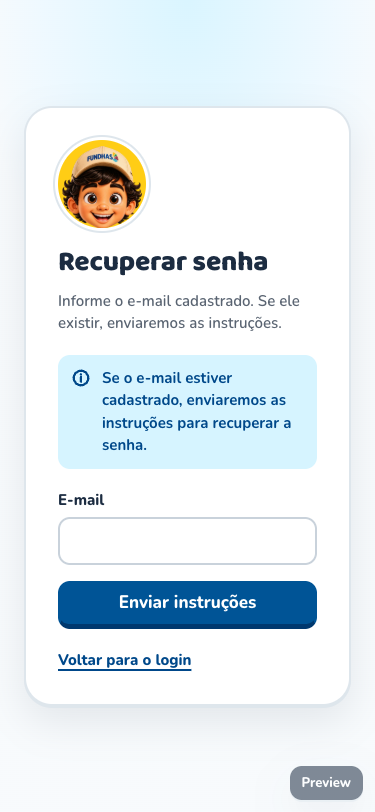 FUNDHAS
Recuperar senha
Informe o e-mail cadastrado. Se ele
existir, enviaremos as instruções.
Se o e-mail estiver
cadastrado, enviaremos as
instruções para recuperar a
senha.
E-mail
Enviar instruções
Voltar para o login
Preview